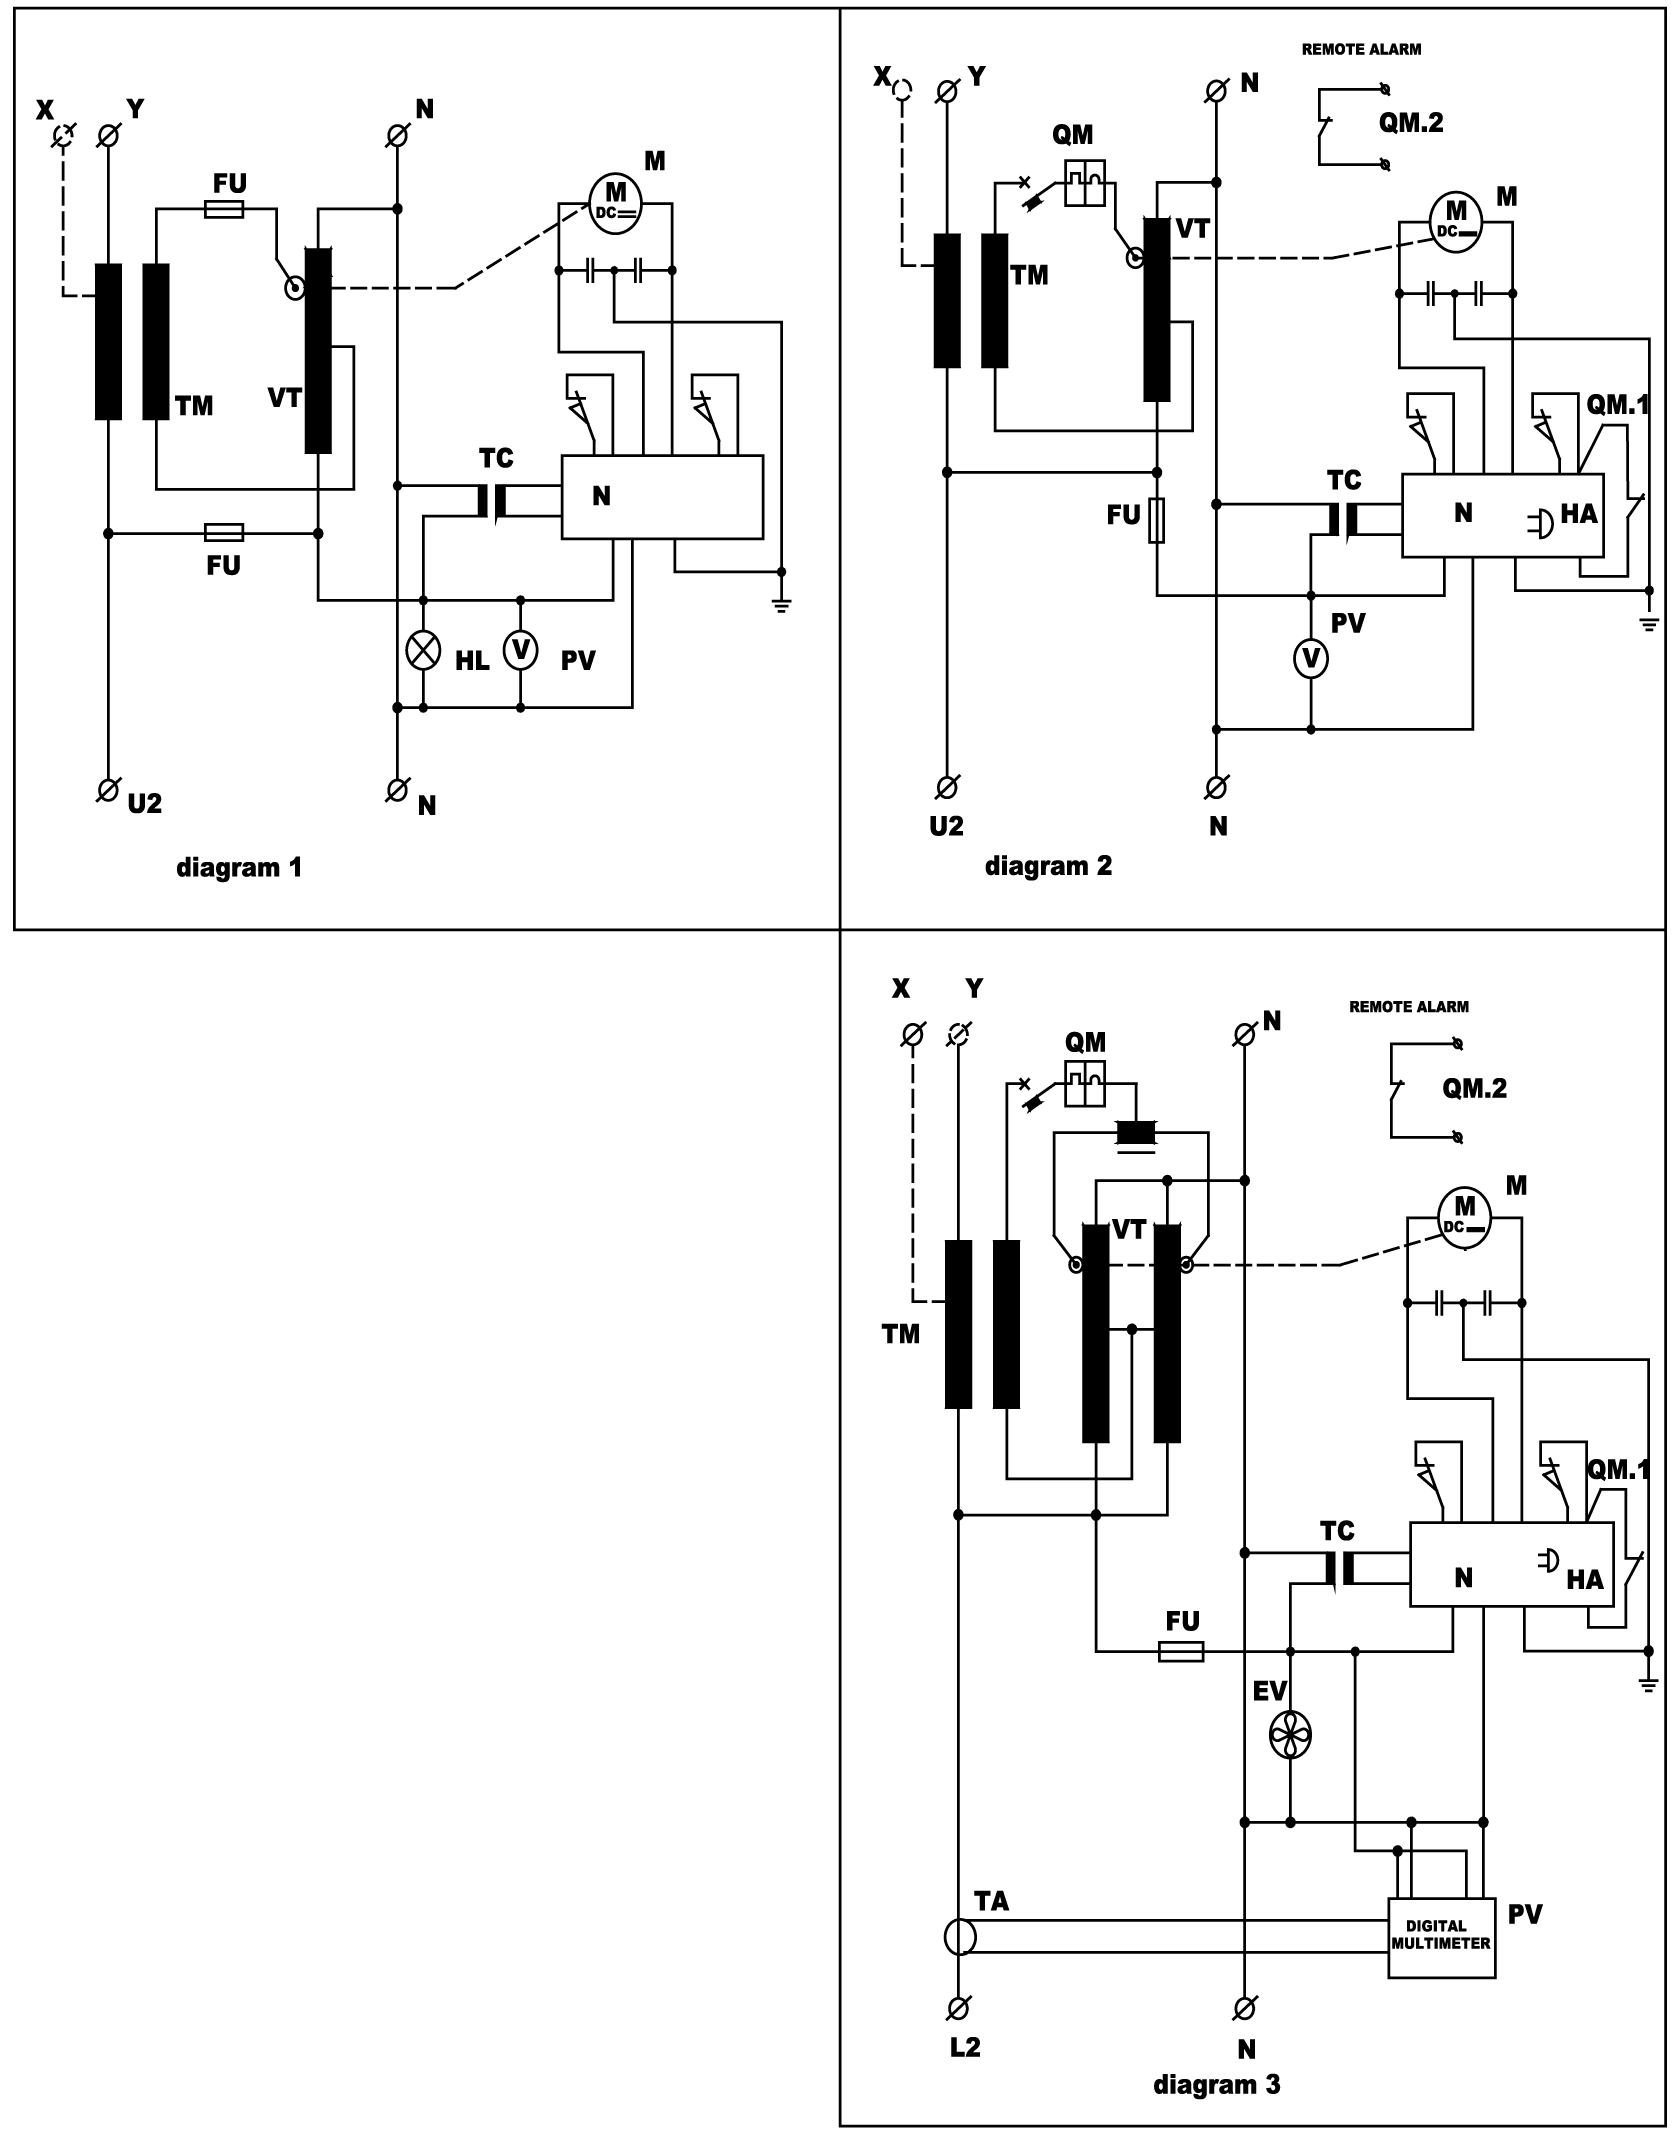 X
Y
N
FU
M
M
DC
TM
VT
TC
N
FU
HL
V
PV
U2
N
diagram 1
REMOTE ALARM
X
Y
N
QM
QM.2
VT
M
M
DC
TM
QM.1
TC
FU
N
HA
PV
V
U2
N
diagram 2
X
Y
N
REMOTE ALARM
QM
QM.2
M
M
DC
VT
TM
QM.1
TC
N
HA
FU
EV
TA
PV
DIGITAL
MULTIMETER
L2
N
diagram 3